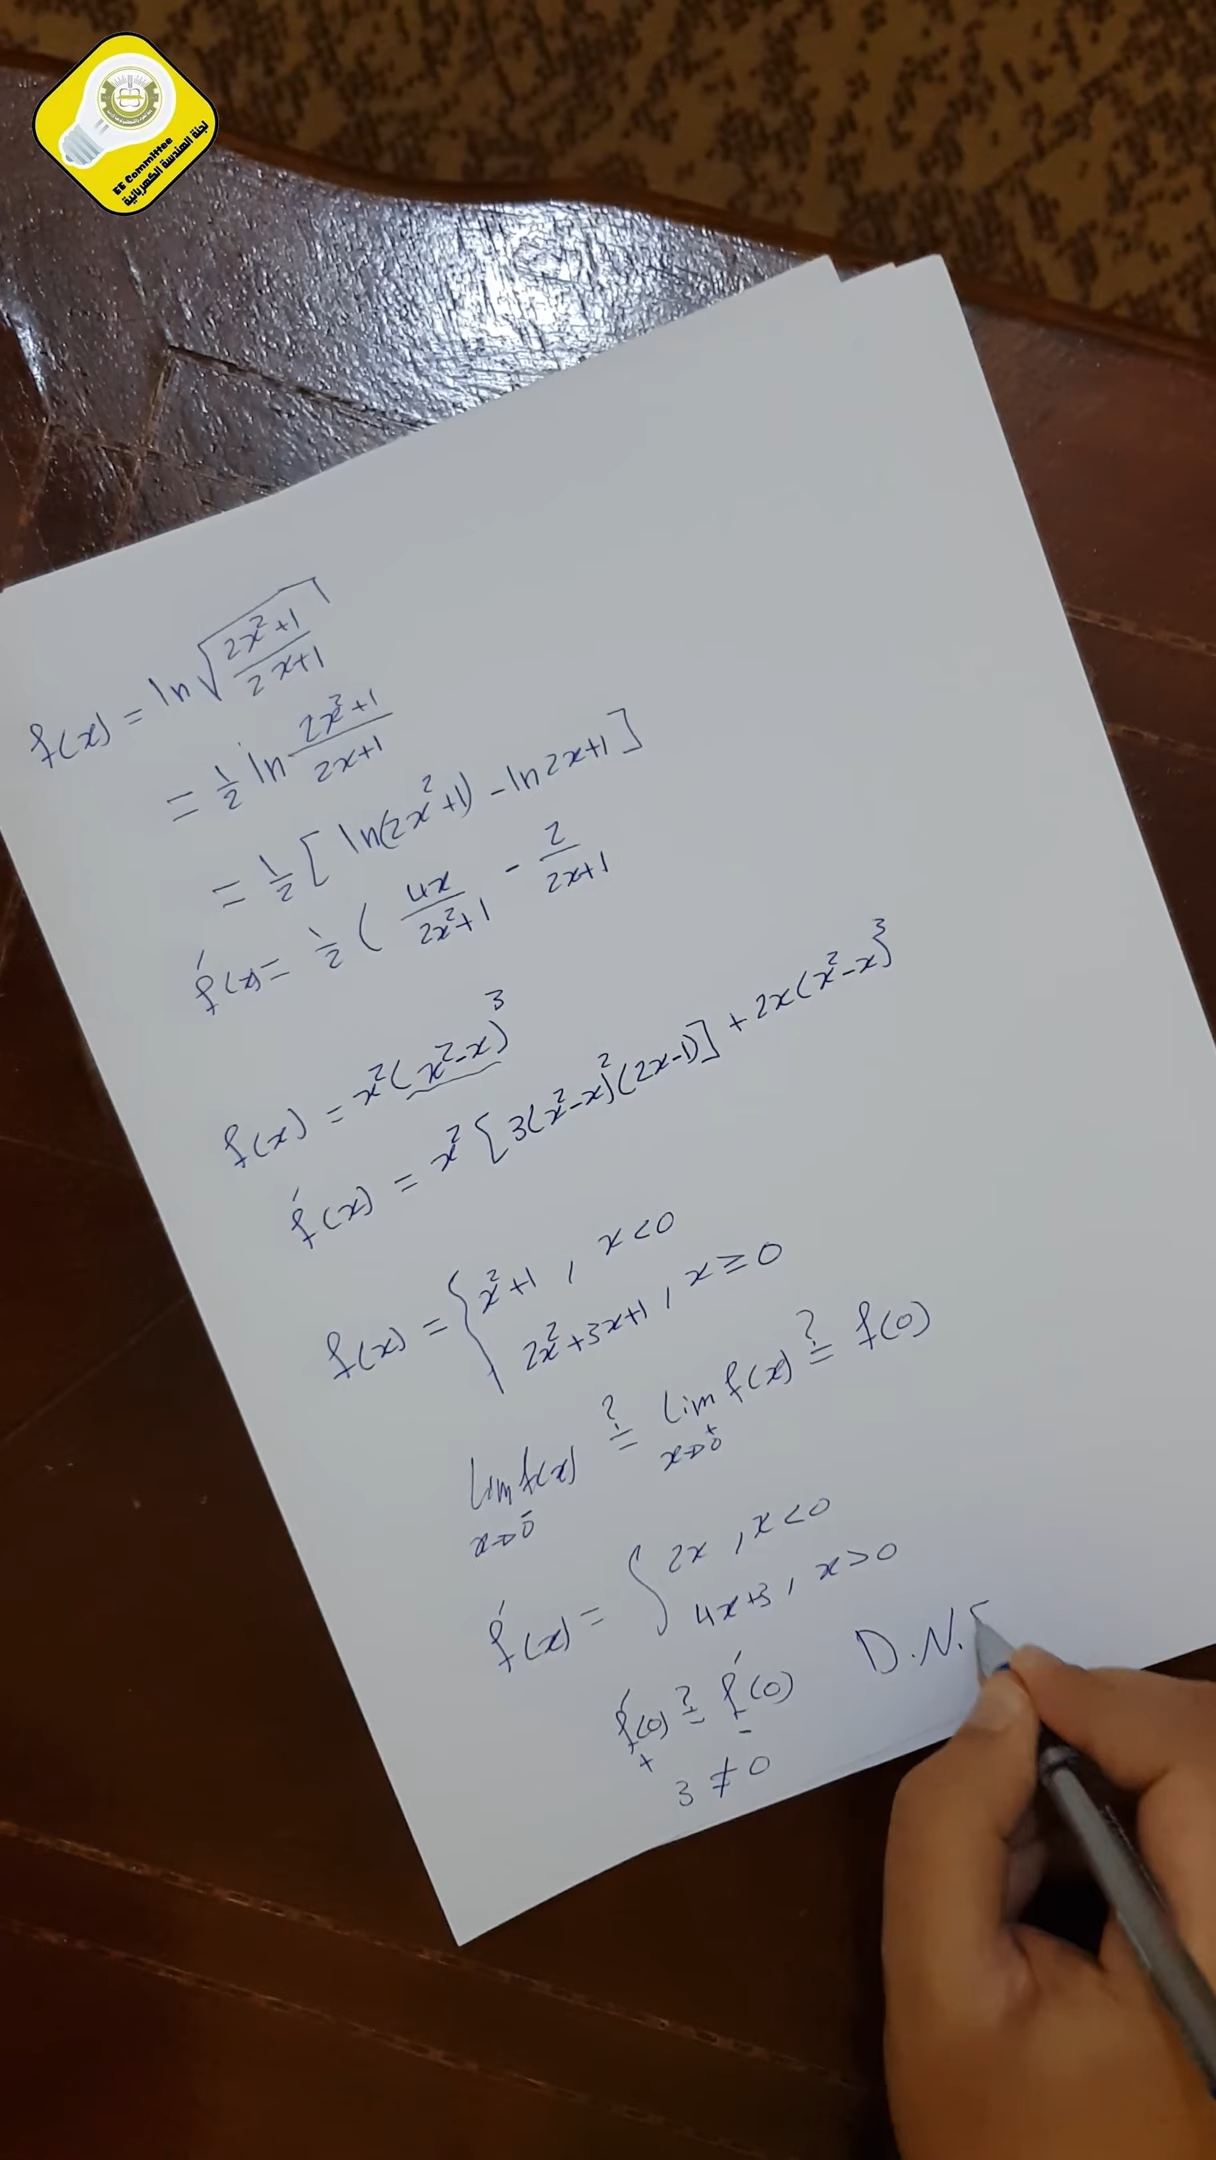 EE Committee
لجنة الهندسة الكهربائية
f(x) = ln √((2x²+1)/(2x+1))
= 1/2 ln (2x²+1)/(2x+1)
= 1/2 [ ln(2x²+1) - ln 2x+1 ]
f'(x) = 1/2 ( 4x/(2x²+1) - 2/(2x+1)
f(x) = x²(x²-x)³
f'(x) = x² [3(x²-x)²(2x-1)] + 2x(x²-x)³
f(x) = { x²+1 , x<0
2x²+3x+1 , x≥0
lim f(x) ≟ lim f(x) ≟ f(0)
x→0⁻ x→0⁺
f'(x) = { 2x , x<0
4x+3 , x>0
f'₊(0) ≟ f'₋(0) D.N.
3 ≠ 0